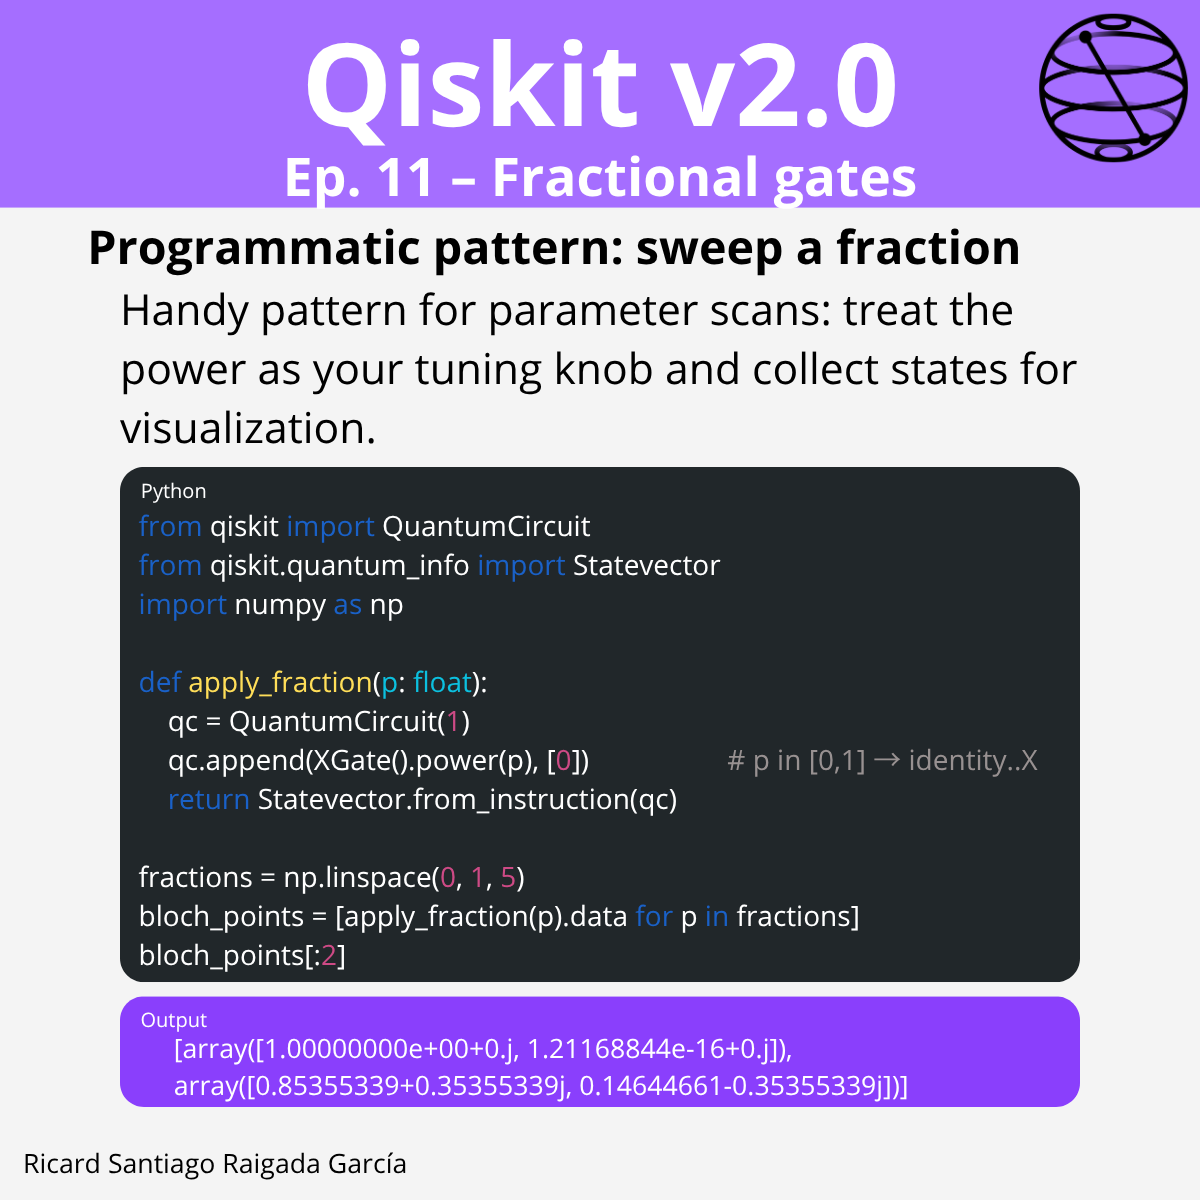 Qiskit v2.0
Ep. 11 – Fractional gates
Programmatic pattern: sweep a fraction
Handy pattern for parameter scans: treat the
power as your tuning knob and collect states for
visualization.
Python
from qiskit import QuantumCircuit
from qiskit.quantum_info import Statevector
import numpy as np
def apply_fraction(p: float):
    qc = QuantumCircuit(1)
    qc.append(XGate().power(p), [0])    # p in [0,1] → identity..X
    return Statevector.from_instruction(qc)
fractions = np.linspace(0, 1, 5)
bloch_points = [apply_fraction(p).data for p in fractions]
bloch_points[:2]
Output
[array([1.00000000e+00+0.j, 1.21168844e-16+0.j]),
array([0.85355339+0.35355339j, 0.14644661-0.35355339j])]
Ricard Santiago Raigada García